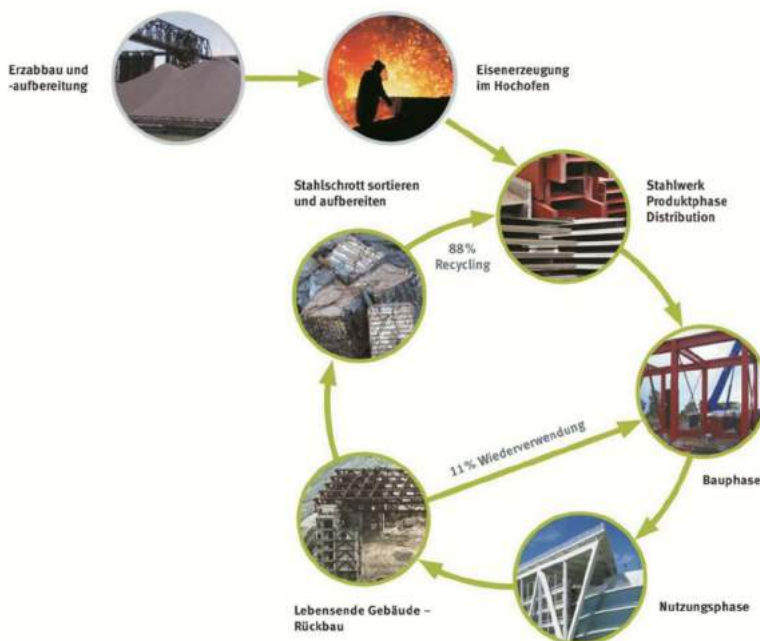 Erzabbau und
-aufbereitung
Eisenerzeugung
im Hochofen
Stahlschrott sortieren
und aufbereiten
Stahlwerk
Produktphase
Distribution
88%
Recycling
11% Wiederverwendung
Bauphase
Nutzungsphase
Lebensende Gebäude –
Rückbau